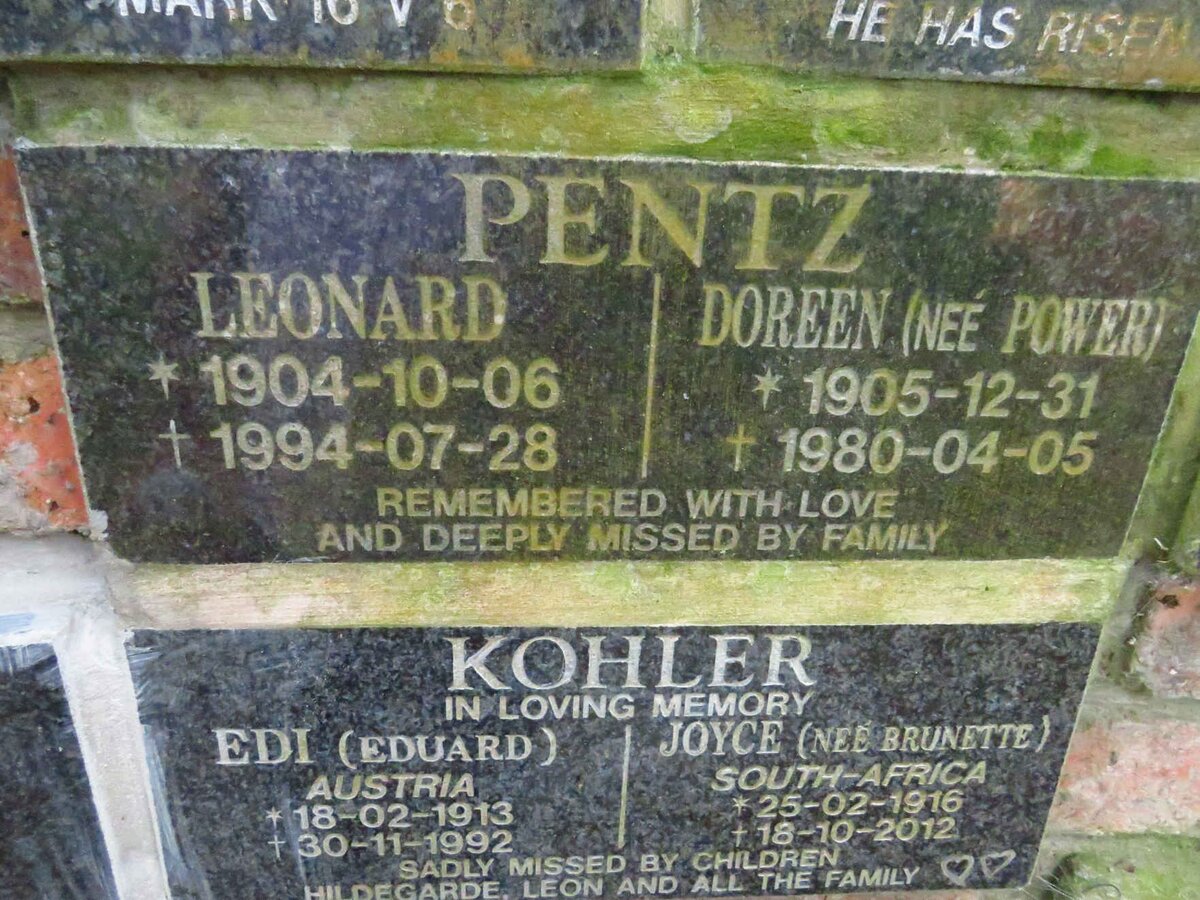 MARK 16 V 6
HE HAS RISEN
PENTZ
LEONARD
* 1904-10-06
† 1994-07-28
DOREEN (NEÉ POWER)
* 1905-12-31
† 1980-04-05
REMEMBERED WITH LOVE
AND DEEPLY MISSED BY FAMILY
KOHLER
IN LOVING MEMORY
EDI (EDUARD)
AUSTRIA
* 18-02-1913
† 30-11-1992
JOYCE (NEÉ BRUNETTE)
SOUTH-AFRICA
* 25-02-1916
† 18-10-2012
SADLY MISSED BY CHILDREN
HILDEGARDE, LEON AND ALL THE FAMILY